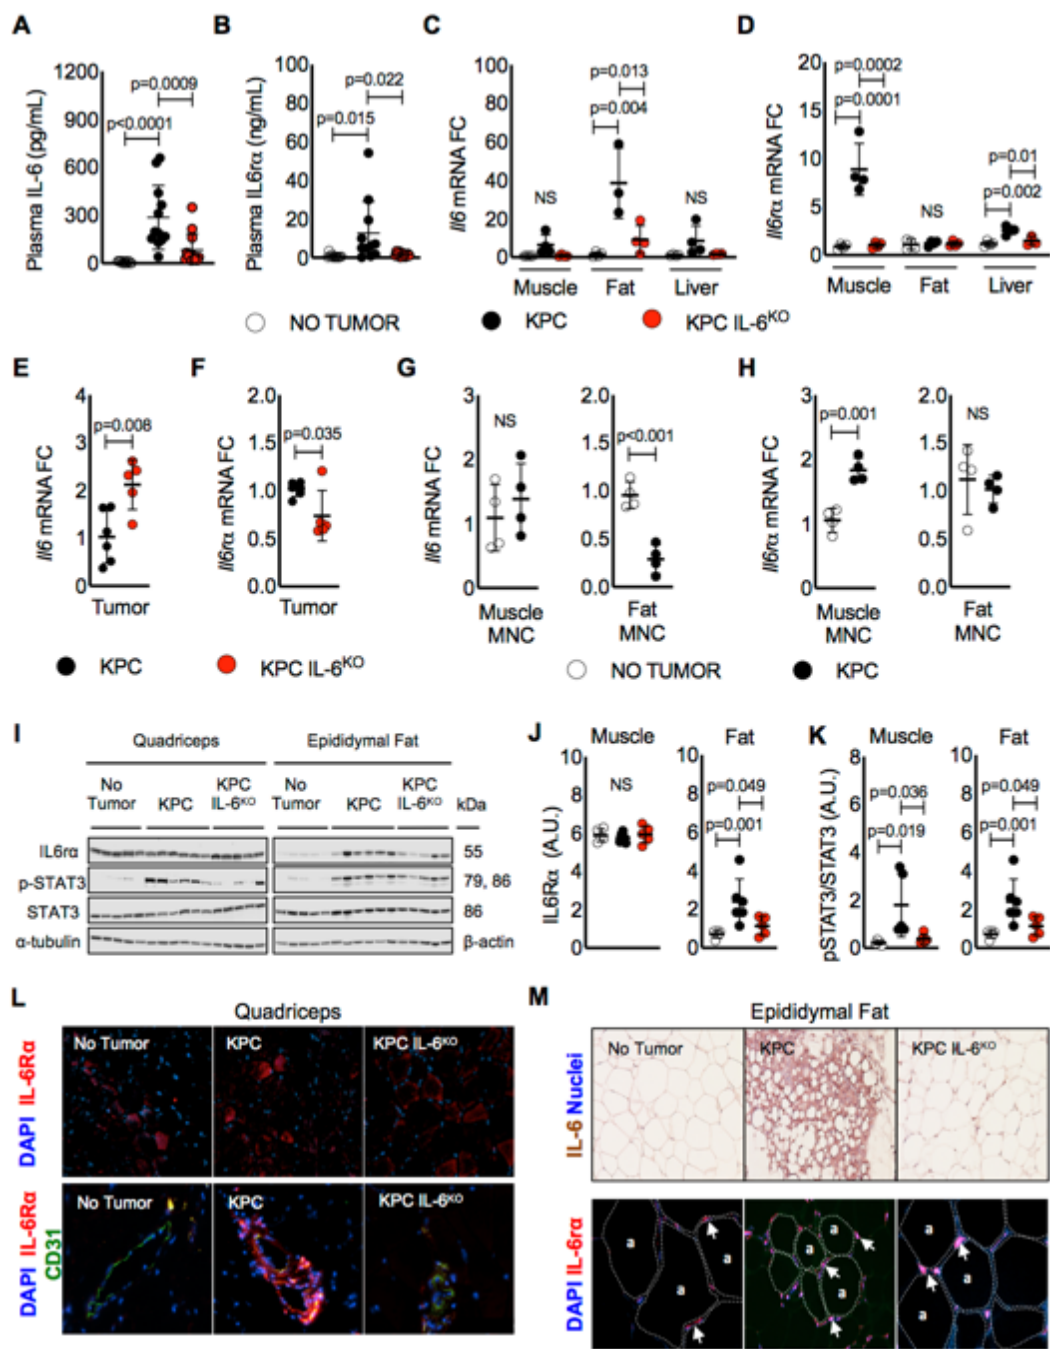 A
Plasma IL-6 (pg/mL)
1200
900
600
300
0
p=0.0009
p<0.0001
B
Plasma IL6rα (ng/mL)
100
80
60
40
20
0
p=0.022
p=0.015
C
Il6 mRNA FC
100
80
60
40
20
0
p=0.013
p=0.004
NS
NS
Muscle Fat Liver
D
Il6rα mRNA FC
20
15
10
5
0
p=0.0002
p=0.0001
NS
p=0.01
p=0.002
Muscle Fat Liver
NO TUMOR KPC KPC IL-6KO
E
Il6 mRNA FC
4
3
2
1
0
p=0.008
Tumor
F
Il6rα mRNA FC
2.0
1.5
1.0
0.5
0.0
p=0.035
Tumor
G
Il6 mRNA FC
3
2
1
0
NS
Muscle
MNC
2.0
1.5
1.0
0.5
0.0
p<0.001
Fat
MNC
H
Il6rα mRNA FC
3
2
1
0
p=0.001
Muscle
MNC
2.0
1.5
1.0
0.5
0.0
NS
Fat
MNC
KPC KPC IL-6KO
NO TUMOR KPC
I
Quadriceps Epididymal Fat
No Tumor KPC KPC IL-6KO No Tumor KPC KPC IL-6KO kDa
IL6rα 55
p-STAT3 79, 86
STAT3 86
α-tubulin β-actin
J
Muscle Fat
IL6Rα (A.U.)
10
8
6
4
2
0
NS
10
8
6
4
2
0
p=0.049
p=0.001
K
Muscle Fat
pSTAT3/STAT3 (A.U.)
8
6
4
2
0
p=0.036
p=0.019
10
8
6
4
2
0
p=0.049
p=0.001
L
Quadriceps
DAPI IL-6Rα
No Tumor KPC KPC IL-6KO
DAPI IL-6Rα
CD31
No Tumor KPC KPC IL-6KO
M
Epididymal Fat
IL-6 Nuclei
No Tumor KPC KPC IL-6KO
DAPI IL-6rα
a
a
a
a
a
a
a
a
a
a